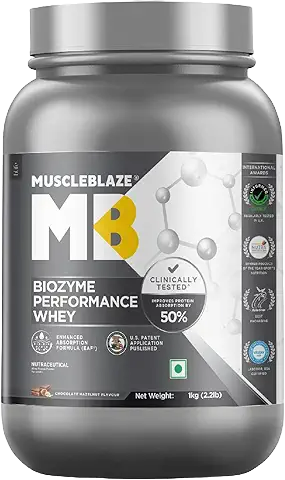 MUSCLEBLAZE®
MB
BIOZYME
PERFORMANCE
WHEY
CLINICALLY
TESTED
IMPROVES PROTEIN
ABSORPTION BY
50%
ENHANCED
ABSORPTION
FORMULA (EAF®)
U.S. PATENT
APPLICATION
PUBLISHED
NUTRACEUTICAL
CHOCOLATE HAZELNUT FLAVOUR
Net Weight: 1kg (2.2lb)
INTERNATIONAL
AWARDS